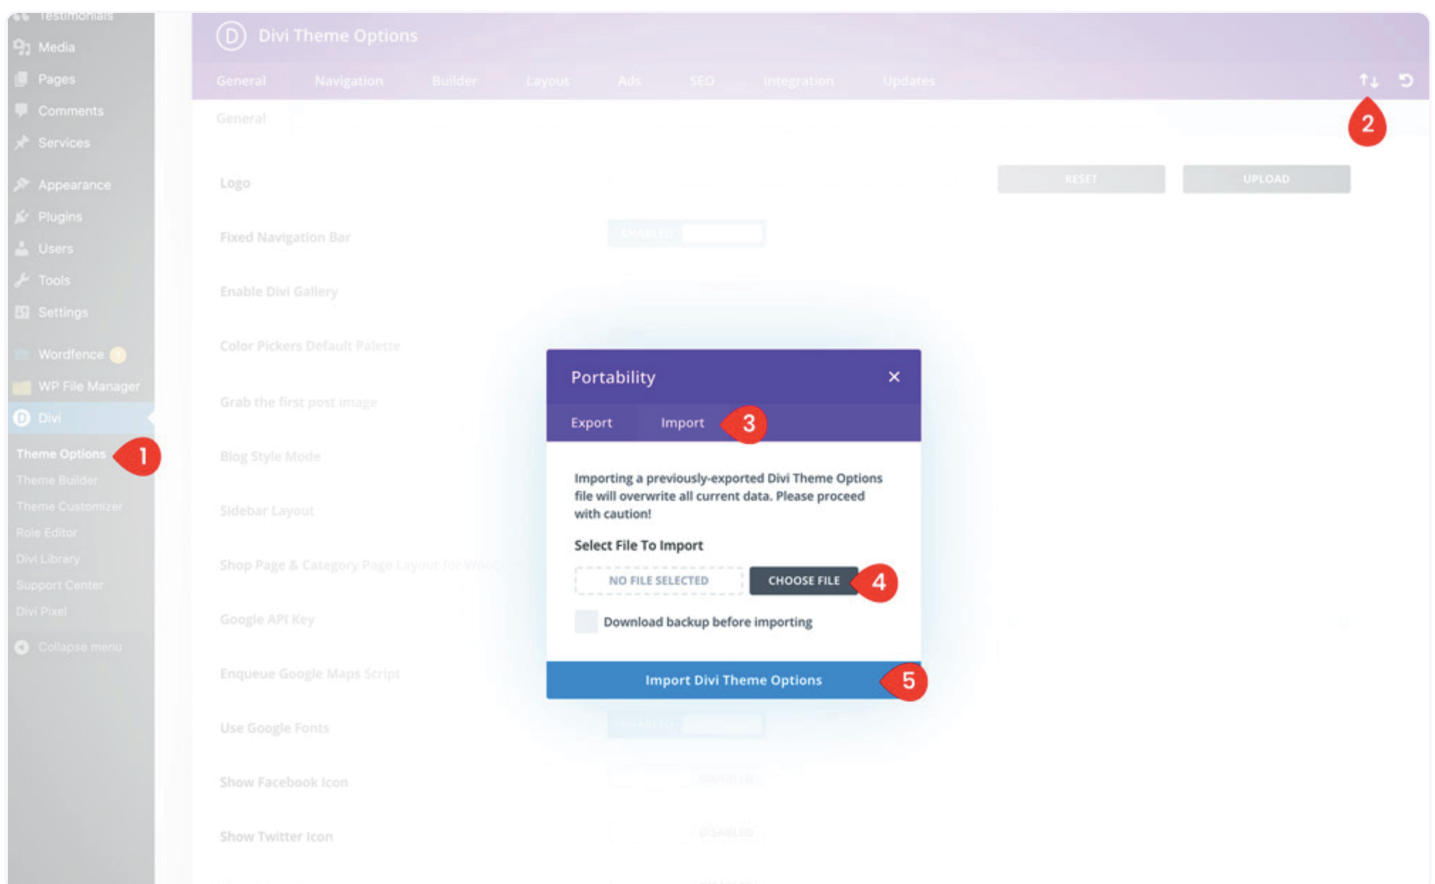 Testimonials
Media
Pages
Comments
Services
Appearance
Plugins
Users
Tools
Settings
Wordfence
WP File Manager
D Divi
Theme Options 1
Theme Builder
Theme Customizer
Role Editor
Divi Library
Support Center
Divi Pixel
Collapse menu
D Divi Theme Options
General Navigation Builder Layout Ads SEO Integration Updates
2
General
Logo RESET UPLOAD
Fixed Navigation Bar ENABLED
Enable Divi Gallery
Color Pickers Default Palette
Grab the first post image
Blog Style Mode
Sidebar Layout
Shop Page & Category Page Layout for
Google API Key
Enqueue Google Maps Script
Use Google Fonts ENABLED
Show Facebook Icon DISABLED
Show Twitter Icon DISABLED
Portability ×
Export Import 3
Importing a previously-exported Divi Theme Options
file will overwrite all current data. Please proceed
with caution!
Select File To Import
NO FILE SELECTED CHOOSE FILE 4
Download backup before importing
Import Divi Theme Options 5